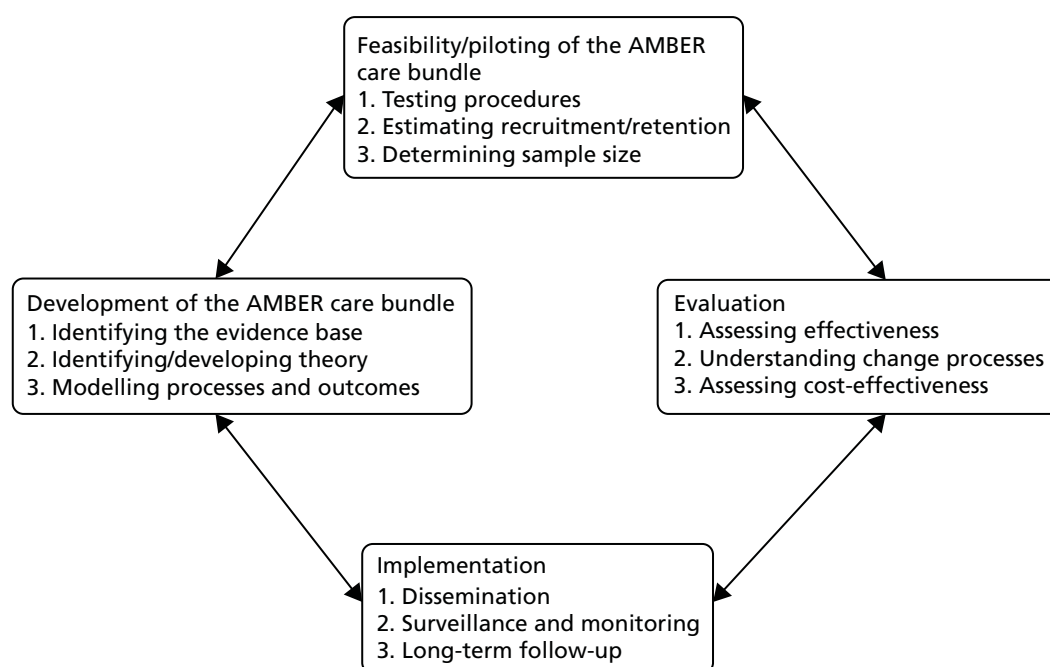 Feasibility/piloting of the AMBER
care bundle
1. Testing procedures
2. Estimating recruitment/retention
3. Determining sample size
Development of the AMBER care bundle
1. Identifying the evidence base
2. Identifying/developing theory
3. Modelling processes and outcomes
Evaluation
1. Assessing effectiveness
2. Understanding change processes
3. Assessing cost-effectiveness
Implementation
1. Dissemination
2. Surveillance and monitoring
3. Long-term follow-up